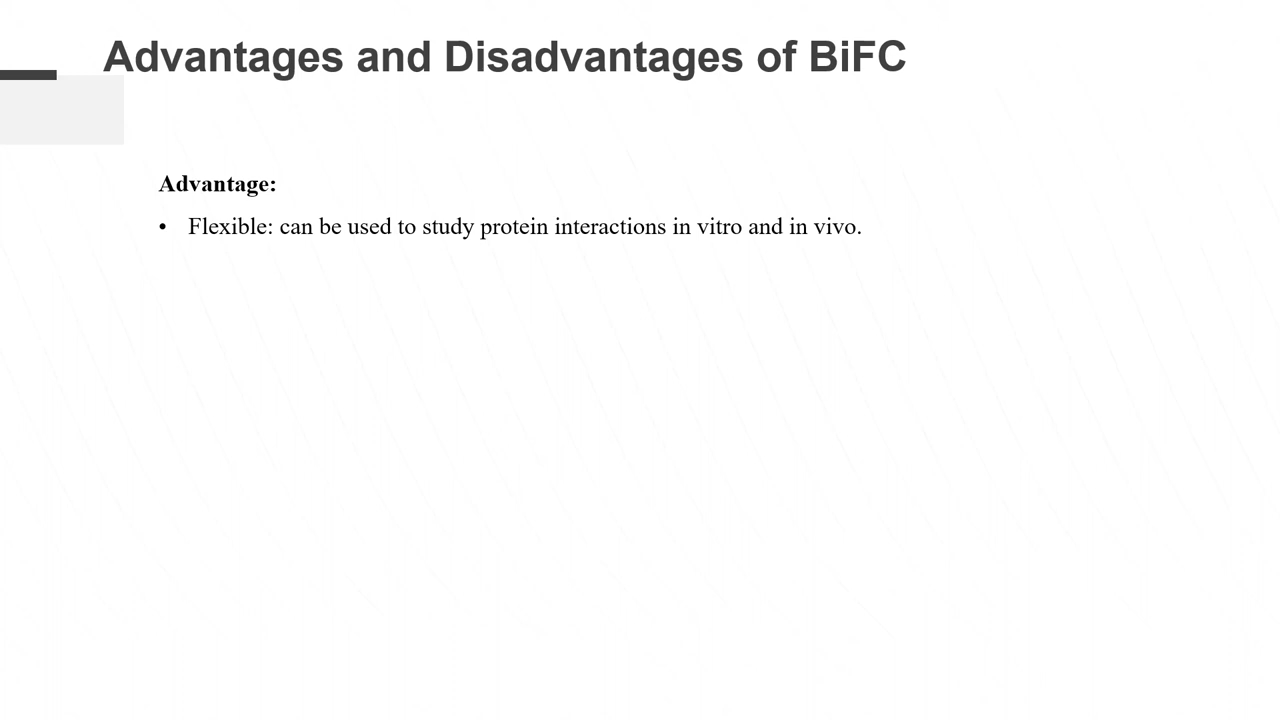 Advantages and Disadvantages of BiFC
Advantage:
• Flexible: can be used to study protein interactions in vitro and in vivo.